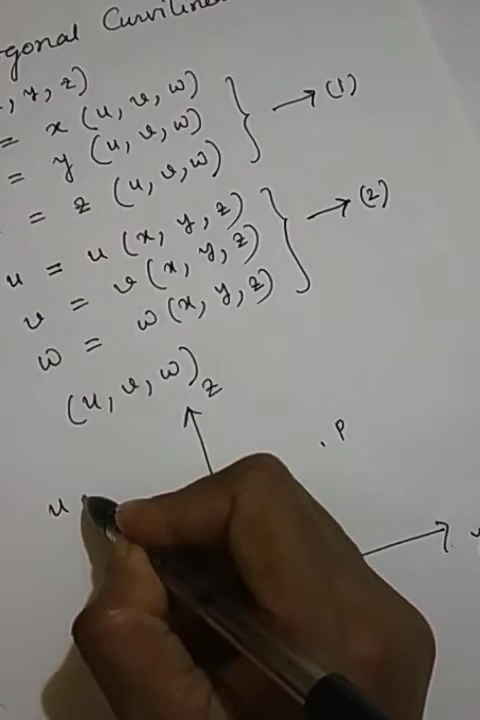 gonal Curviline
, y, z)
= x (u, v, w)
= y (u, v, w) } → (1)
= z (u, v, w)
u = u (x, y, z)
v = v (x, y, z) } → (2)
w = w (x, y, z)
(u, v, w)
z
. P
u